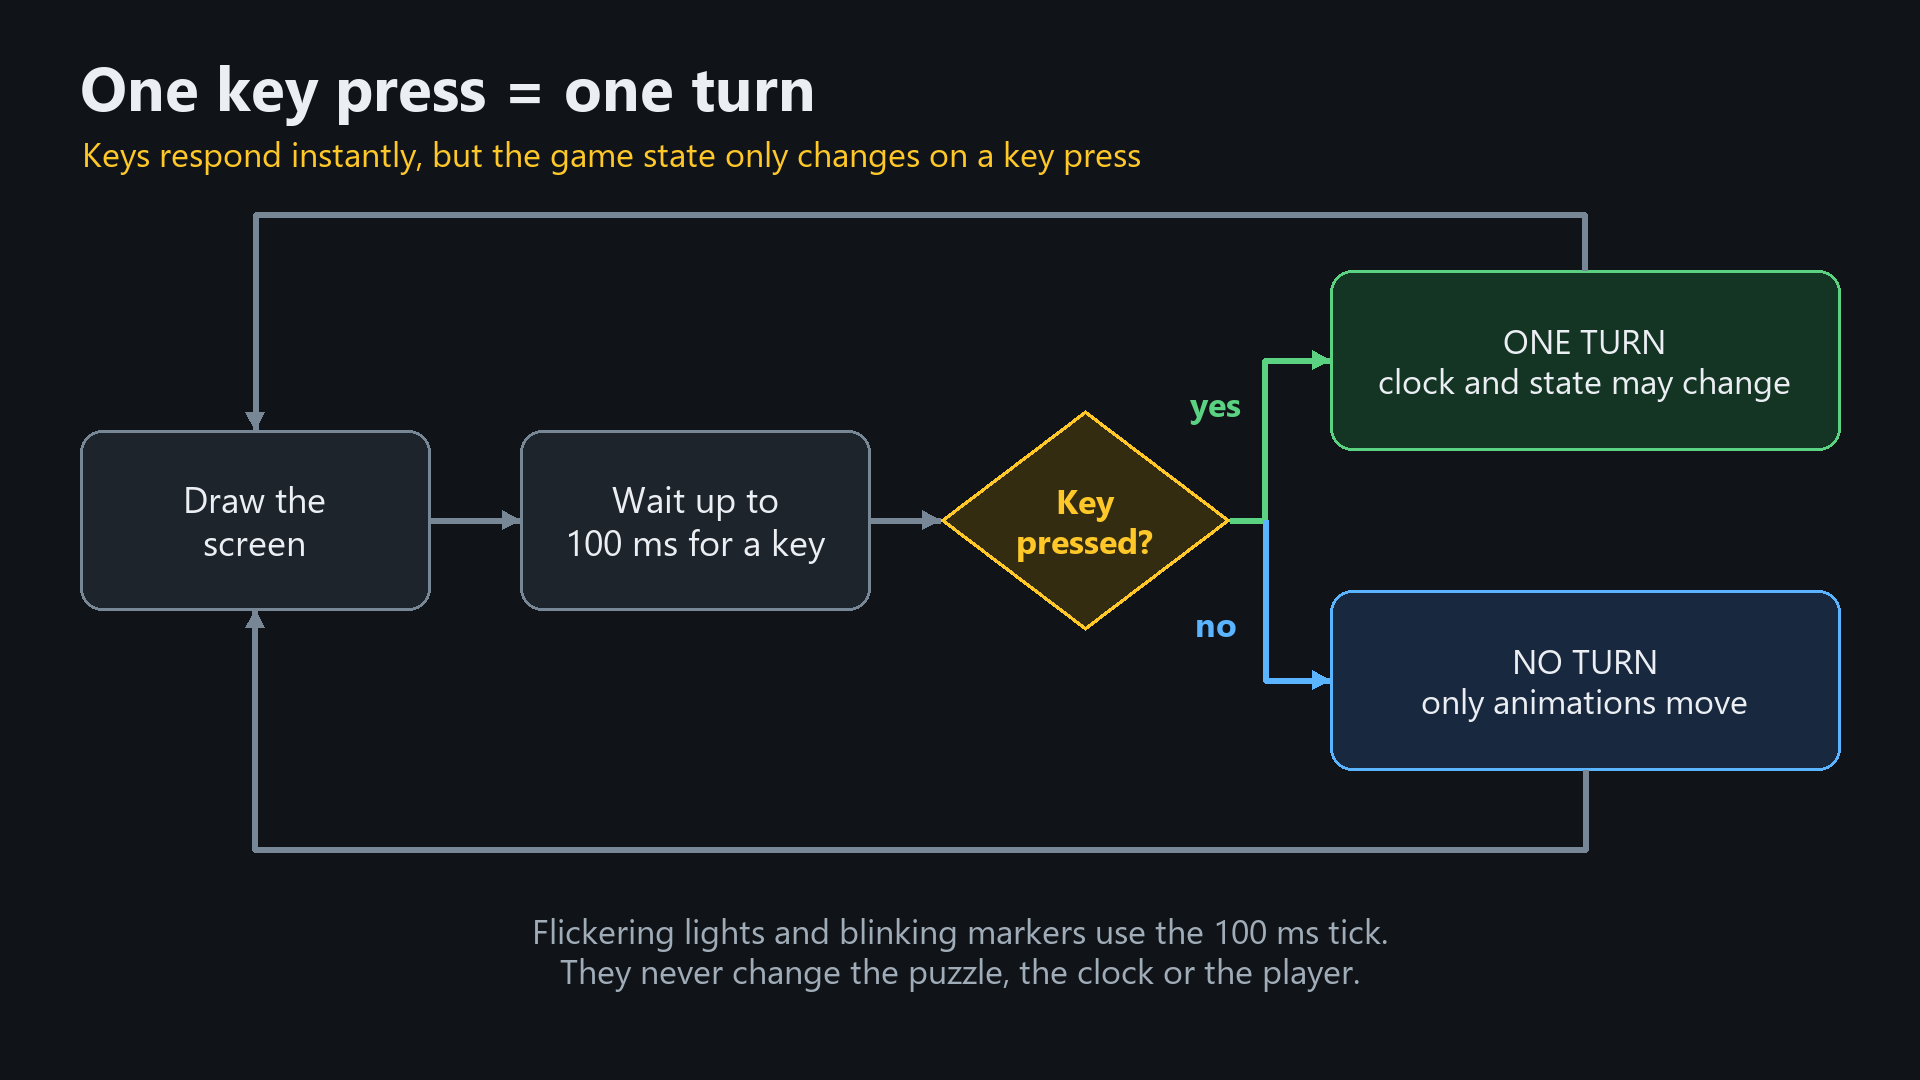 One key press = one turn
Keys respond instantly, but the game state only changes on a key press
Draw the
screen
Wait up to
100 ms for a key
Key
pressed?
yes
no
ONE TURN
clock and state may change
NO TURN
only animations move
Flickering lights and blinking markers use the 100 ms tick.
They never change the puzzle, the clock or the player.